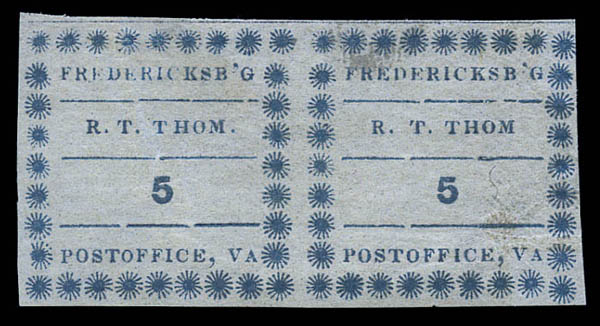 FREDERICKSB'G
R. T. THOM.
5
POSTOFFICE, VA
FREDERICKSB'G
R. T. THOM
5
POSTOFFICE, VA